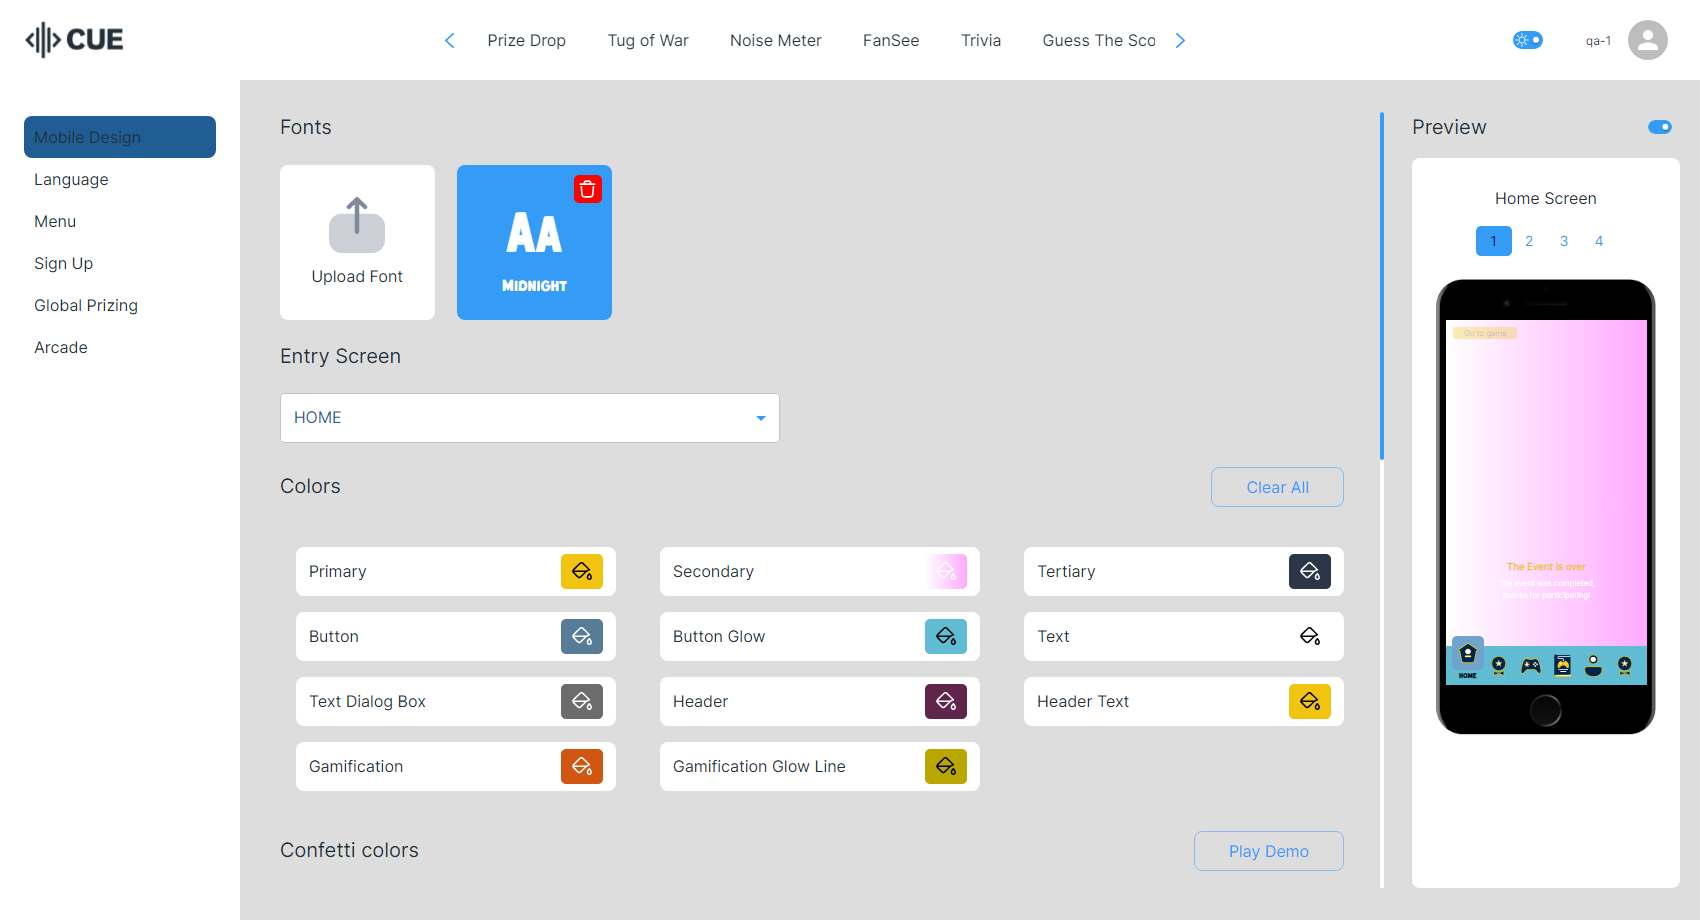 CUE
Prize Drop
Tug of War
Noise Meter
FanSee
Trivia
Guess The Sco
qa-1
Mobile Design
Language
Menu
Sign Up
Global Prizing
Arcade
Fonts
Upload Font
AA
MIDNIGHT
Entry Screen
HOME
Colors
Clear All
Primary
Secondary
Tertiary
Button
Button Glow
Text
Text Dialog Box
Header
Header Text
Gamification
Gamification Glow Line
Confetti colors
Play Demo
Preview
Home Screen
1 2 3 4
Go to game
The Event is over
The event was completed,
thanks for participating!
HOME